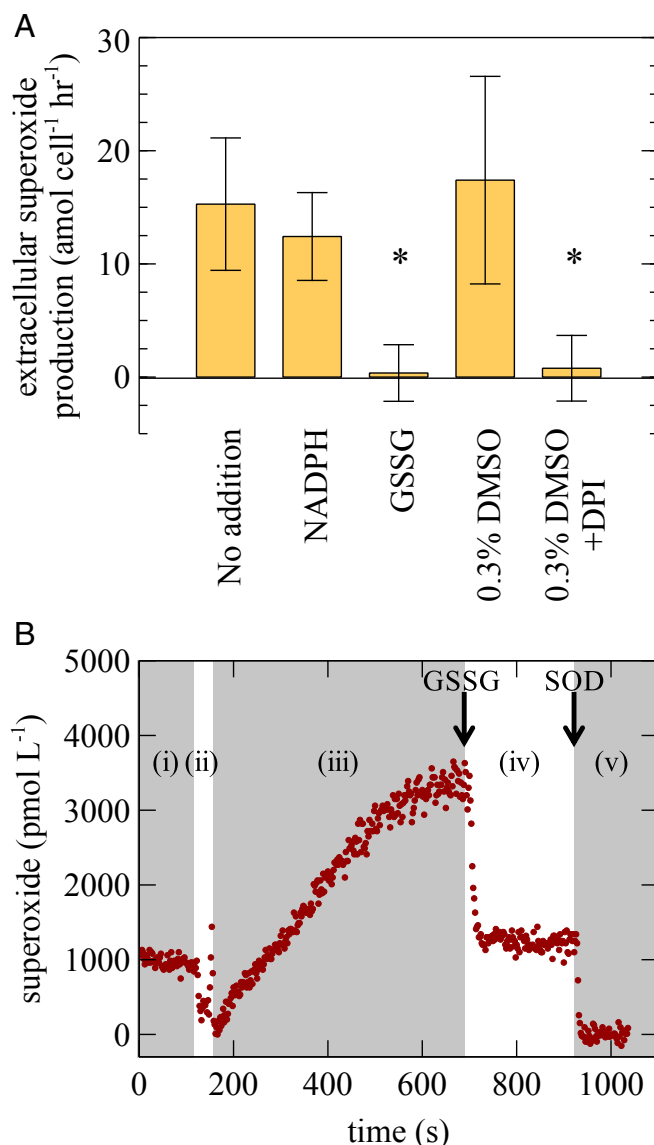 A
extracellular superoxide
production (amol cell⁻¹ hr⁻¹)
30
20
10
0
*
*
No addition
NADPH
GSSG
0.3% DMSO
0.3% DMSO
+DPI
B
superoxide (pmol L⁻¹)
5000
4000
3000
2000
1000
0
GSSG
SOD
(i)
(ii)
(iii)
(iv)
(v)
0
200
400
600
800
1000
time (s)